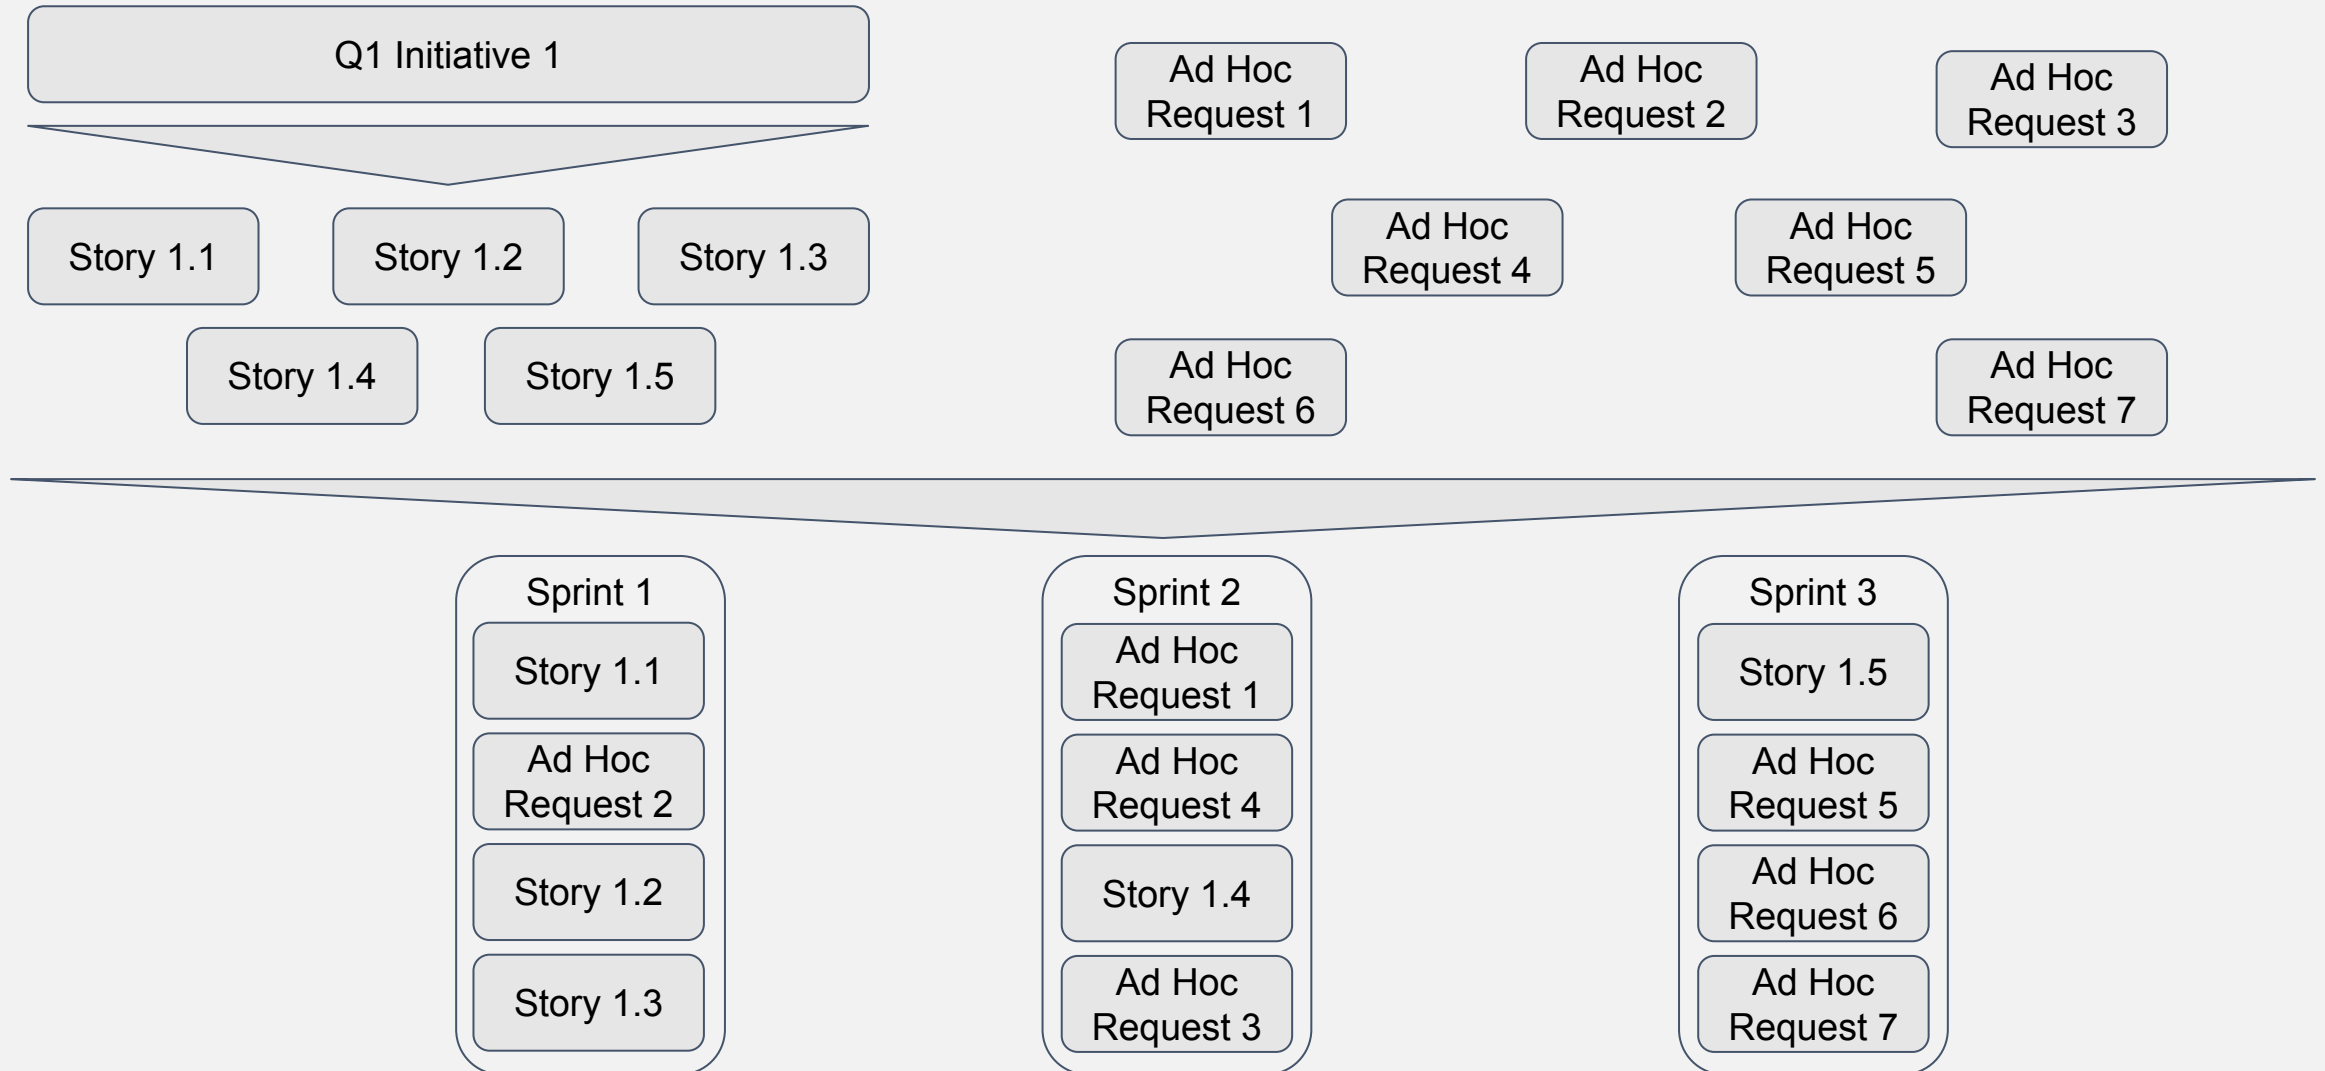 Q1 Initiative 1
Story 1.1
Story 1.2
Story 1.3
Story 1.4
Story 1.5
Ad Hoc
Request 1
Ad Hoc
Request 2
Ad Hoc
Request 3
Ad Hoc
Request 4
Ad Hoc
Request 5
Ad Hoc
Request 6
Ad Hoc
Request 7
Sprint 1
Story 1.1
Ad Hoc
Request 2
Story 1.2
Story 1.3
Sprint 2
Ad Hoc
Request 1
Ad Hoc
Request 4
Story 1.4
Ad Hoc
Request 3
Sprint 3
Story 1.5
Ad Hoc
Request 5
Ad Hoc
Request 6
Ad Hoc
Request 7